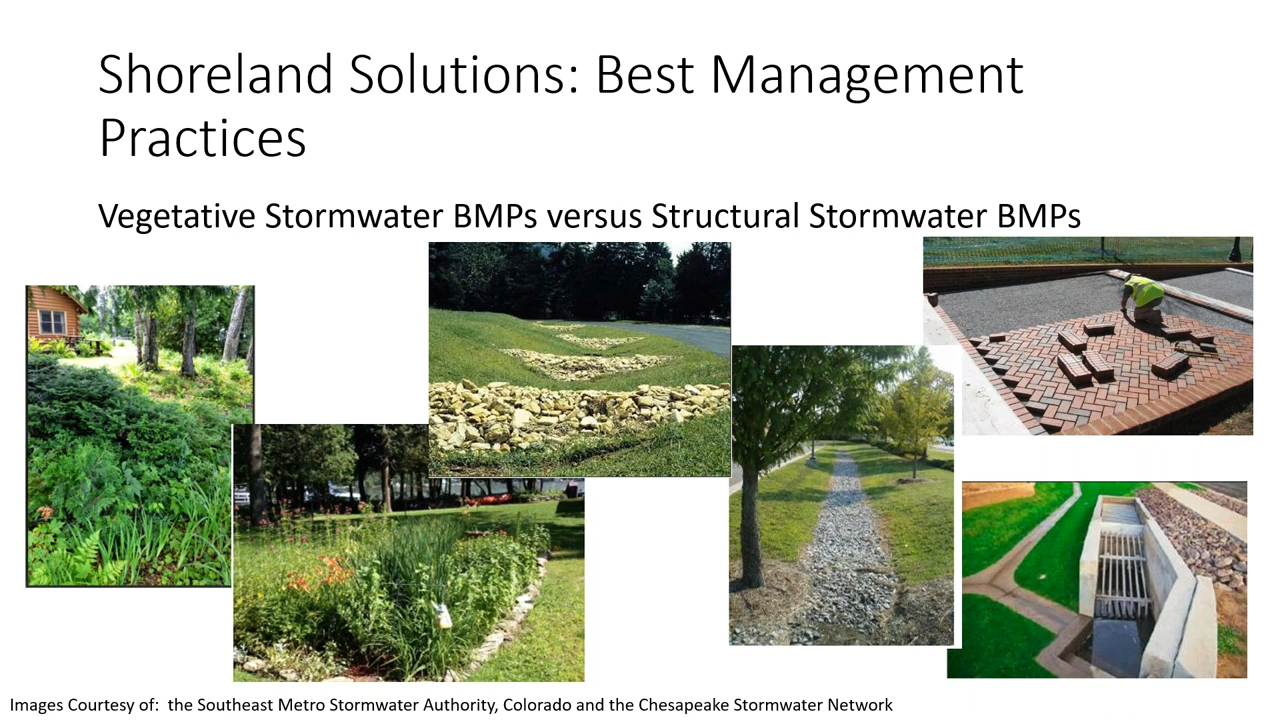 Shoreland Solutions: Best Management
Practices
Vegetative Stormwater BMPs versus Structural Stormwater BMPs
Images Courtesy of:  the Southeast Metro Stormwater Authority, Colorado and the Chesapeake Stormwater Network